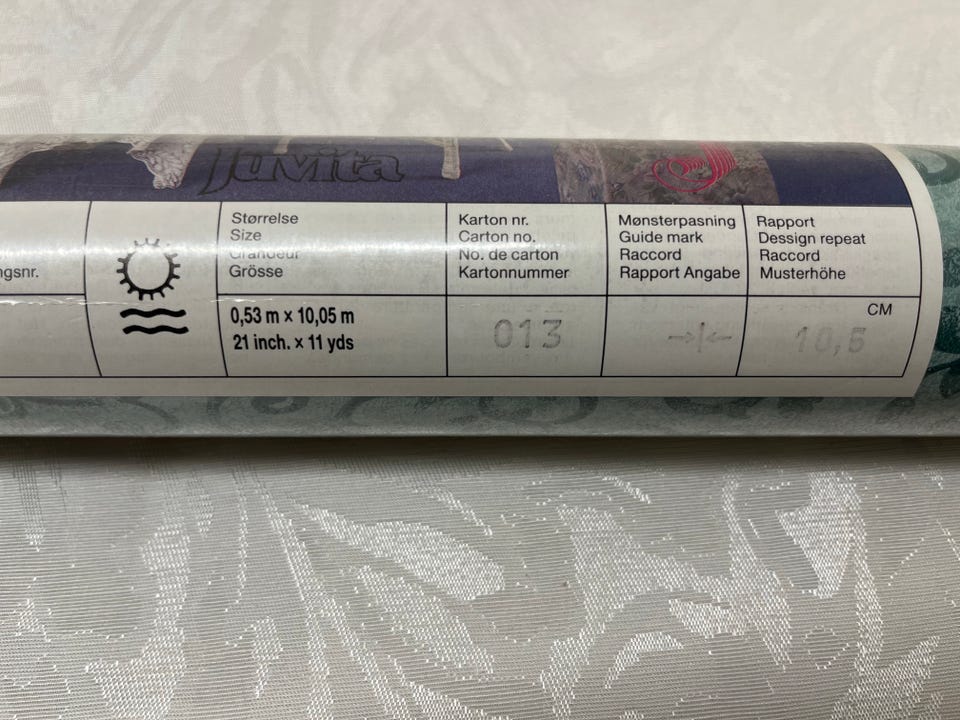 Juvita
ngsnr.
Størrelse
Size
Grandeur
Grösse
0,53 m × 10,05 m
21 inch. × 11 yds
Karton nr.
Carton no.
No. de carton
Kartonnummer
013
Mønsterpasning
Guide mark
Raccord
Rapport Angabe
→|←
Rapport
Dessign repeat
Raccord
Musterhöhe
CM
10,6